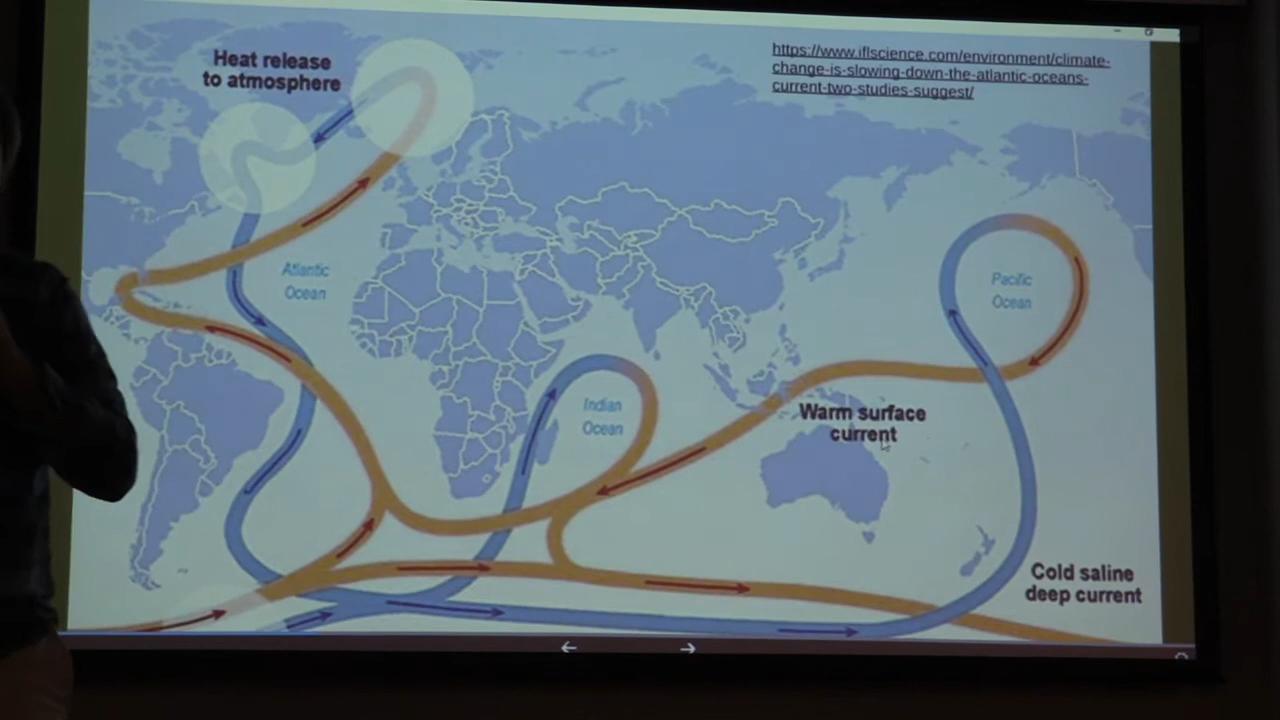 Heat release
to atmosphere
https://www.iflscience.com/environment/climate-
change-is-slowing-down-the-atlantic-oceans-
current-two-studies-suggest/
Atlantic
Ocean
Pacific
Ocean
Indian
Ocean
Warm surface
current
Cold saline
deep current